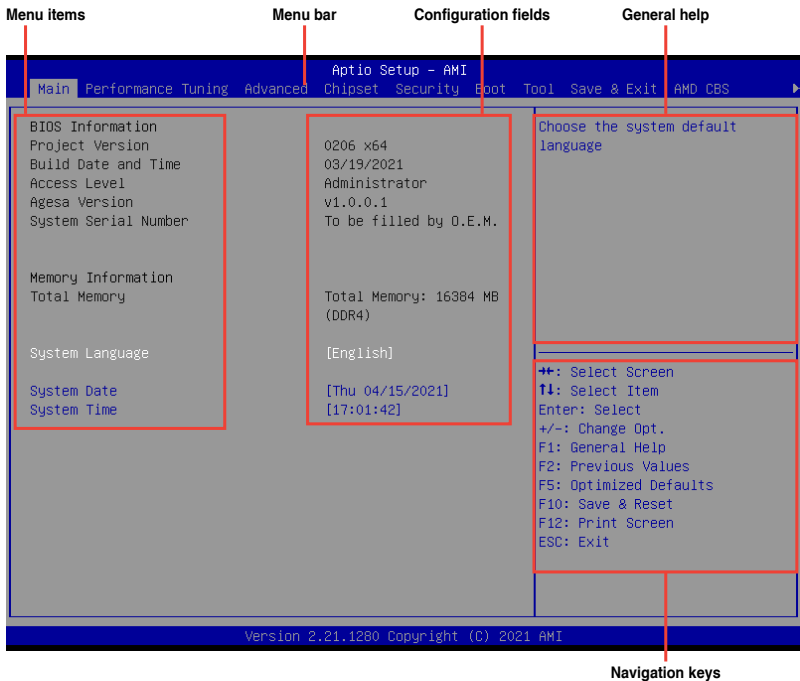 Menu items Menu bar Configuration fields General help
Aptio Setup - AMI
Main Performance Tuning Advanced Chipset Security Boot Tool Save & Exit AMD CBS
BIOS Information
Project Version 0206 x64
Build Date and Time 03/19/2021
Access Level Administrator
Agesa Version v1.0.0.1
System Serial Number To be filled by O.E.M.
Memory Information
Total Memory Total Memory: 16384 MB
(DDR4)
System Language [English]
System Date [Thu 04/15/2021]
System Time [17:01:42]
Choose the system default
language
→←: Select Screen
↑↓: Select Item
Enter: Select
+/-: Change Opt.
F1: General Help
F2: Previous Values
F5: Optimized Defaults
F10: Save & Reset
F12: Print Screen
ESC: Exit
Version 2.21.1280 Copyright (C) 2021 AMI
Navigation keys